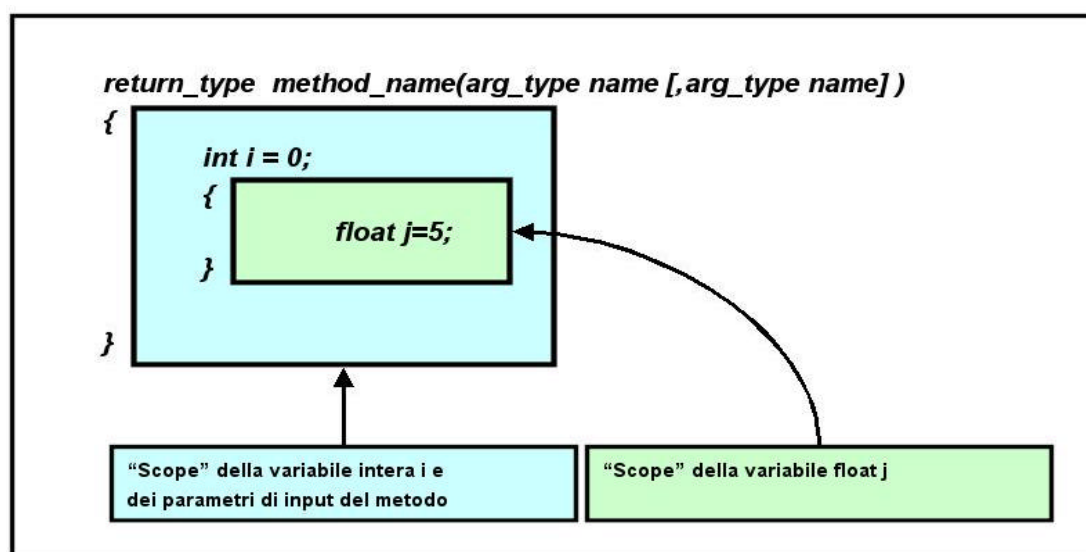 return_type method_name(arg_type name [,arg_type name] )
{
int i = 0;
{
float j=5;
}
}
“Scope” della variabile intera i e
dei parametri di input del metodo
“Scope” della variabile float j